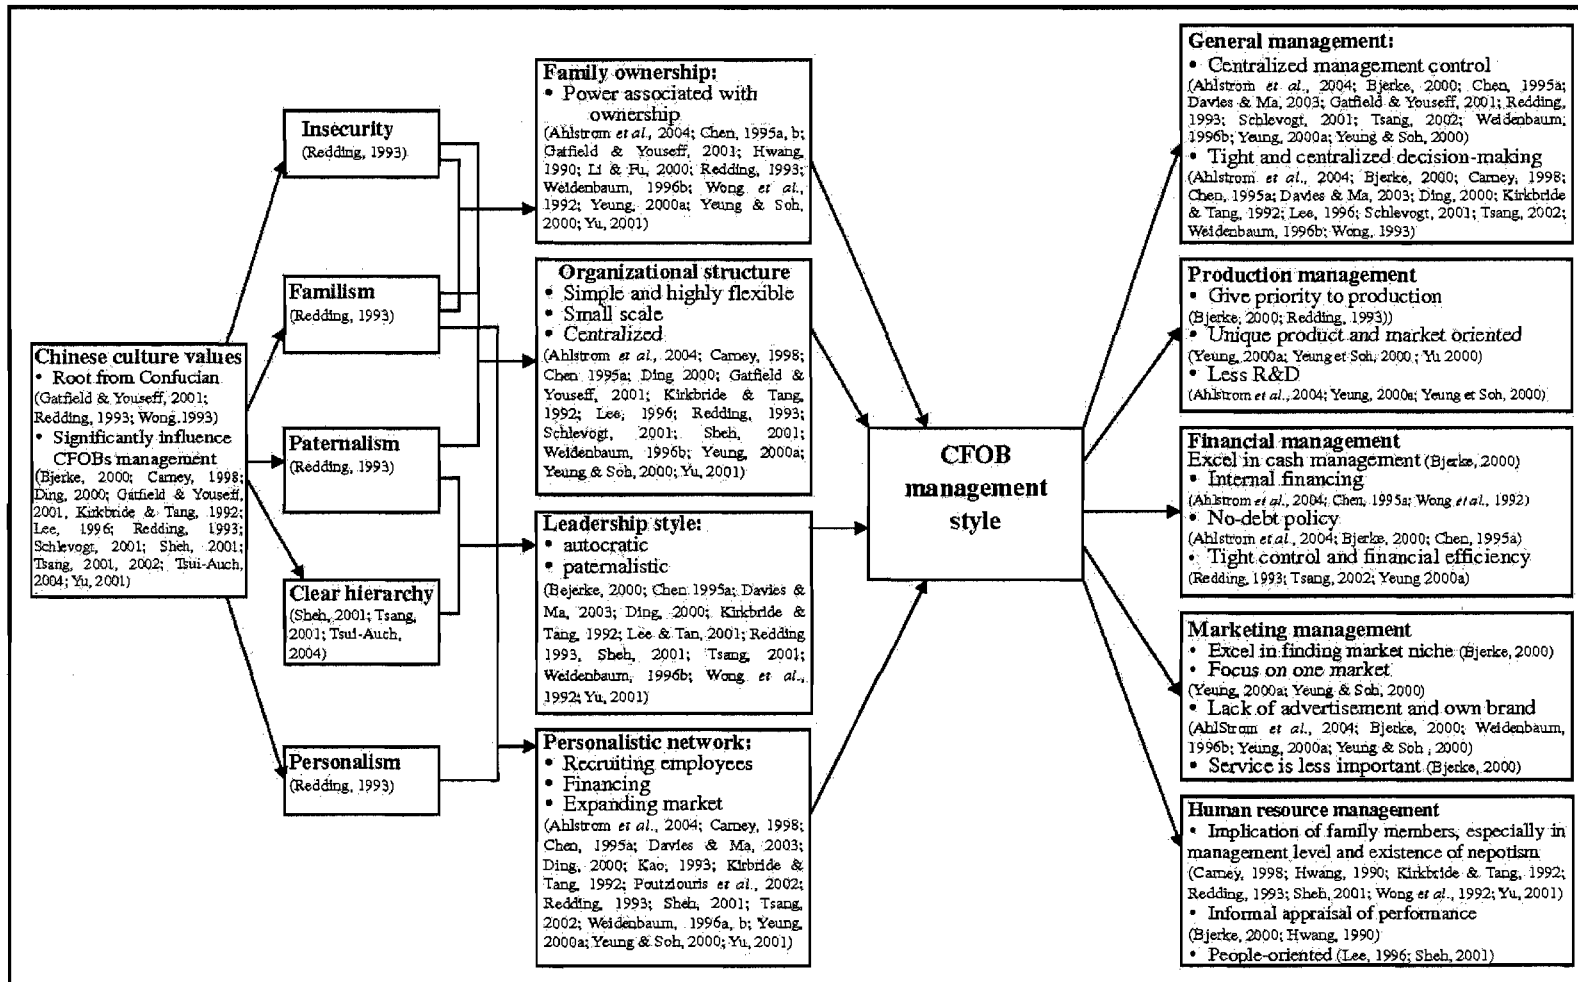 Chinese culture values
• Root from Confucian
(Gatfield & Youseff, 2001;
Redding, 1993; Wong,1993)
• Significantly influence
CFOBs management
(Bjerke, 2000; Carney, 1998;
Ding, 2000; Gatfield & Youseff,
2001, Kirkbride & Tang, 1992;
Lee, 1996; Redding, 1993;
Schlevogt, 2001; Sheh, 2001;
Tsang, 2001, 2002; Tsui-Auch,
2004; Yu, 2001)
Insecurity
(Redding, 1993)
Familism
(Redding, 1993)
Paternalism
(Redding, 1993)
Clear hierarchy
(Sheh, 2001; Tsang,
2001; Tsui-Auch,
2004)
Personalism
(Redding, 1993)
Family ownership:
• Power associated with
ownership
(Ahlstrom et al., 2004; Chen, 1995a, b;
Gatfield & Youseff, 2001; Hwang,
1990; Li & Fu, 2000; Redding, 1993;
Weidenbaum, 1996b; Wong et al.,
1992; Yeung, 2000a; Yeung & Soh,
2000; Yu, 2001)
Organizational structure
• Simple and highly flexible
• Small scale
• Centralized
(Ahlstrom et al., 2004; Carney, 1998;
Chen 1995a; Ding 2000; Gatfield &
Youseff, 2001; Kirkbride & Tang,
1992; Lee, 1996; Redding, 1993;
Schlevogt, 2001; Sheh, 2001;
Weidenbaum, 1996b; Yeung, 2000a;
Yeung & Soh, 2000; Yu, 2001)
Leadership style:
• autocratic
• paternalistic
(Bejerke, 2000; Chen 1995a; Davies &
Ma, 2003; Ding, 2000; Kirkbride &
Tang, 1992; Lee & Tan, 2001; Redding
1993, Sheh, 2001; Tsang, 2001;
Weidenbaum, 1996b; Wong et al.,
1992; Yu, 2001)
Personalistic network:
• Recruiting employees
• Financing
• Expanding market
(Ahlstrom et al., 2004; Carney, 1998;
Chen, 1995a; Davies & Ma, 2003;
Ding, 2000; Kao, 1993; Kirbride &
Tang, 1992; Poutziouris et al., 2002;
Redding, 1993; Sheh, 2001; Tsang,
2002; Weidenbaum, 1996a, b; Yeung,
2000a; Yeung & Soh, 2000; Yu, 2001)
CFOB
management
style
General management:
• Centralized management control
(Ahlstrom et al., 2004; Bjerke, 2000; Chen, 1995a;
Davies & Ma, 2003; Gatfield & Youseff, 2001; Redding,
1993; Schlevogt, 2001; Tsang, 2002; Weidenbaum,
1996b; Yeung, 2000a; Yeung & Soh, 2000)
• Tight and centralized decision-making
(Ahlstrom et al., 2004; Bjerke, 2000; Carney, 1998;
Chen, 1995a; Davies & Ma, 2003; Ding, 2000; Kirkbride
& Tang, 1992; Lee, 1996; Schlevogt, 2001; Tsang, 2002;
Weidenbaum, 1996b; Wong, 1993)
Production management
• Give priority to production
(Bjerke, 2000; Redding, 1993))
• Unique product and market oriented
(Yeung, 2000a; Yeung et Soh, 2000; Yu 2000)
• Less R&D
(Ahlstrom et al., 2004; Yeung, 2000a; Yeung et Soh, 2000)
Financial management
Excel in cash management (Bjerke, 2000)
• Internal financing
(Ahlstrom et al., 2004; Chen, 1995a; Wong et al., 1992)
• No-debt policy
(Ahlstrom et al., 2004; Bjerke, 2000; Chen, 1995a)
• Tight control and financial efficiency
(Redding, 1993; Tsang, 2002; Yeung 2000a)
Marketing management
• Excel in finding market niche (Bjerke, 2000)
• Focus on one market
(Yeung, 2000a; Yeung & Soh, 2000)
• Lack of advertisement and own brand
(AhlStrom et al., 2004; Bjerke, 2000; Weidenbaum,
1996b; Yeung, 2000a; Yeung & Soh , 2000)
• Service is less important (Bjerke, 2000)
Human resource management
• Implication of family members, especially in
management level and existence of nepotism
(Carney, 1998; Hwang, 1990; Kirkbride & Tang, 1992;
Redding, 1993; Sheh, 2001; Wong et al., 1992; Yu, 2001)
• Informal appraisal of performance
(Bjerke, 2000; Hwang, 1990)
• People-oriented (Lee, 1996; Sheh, 2001)